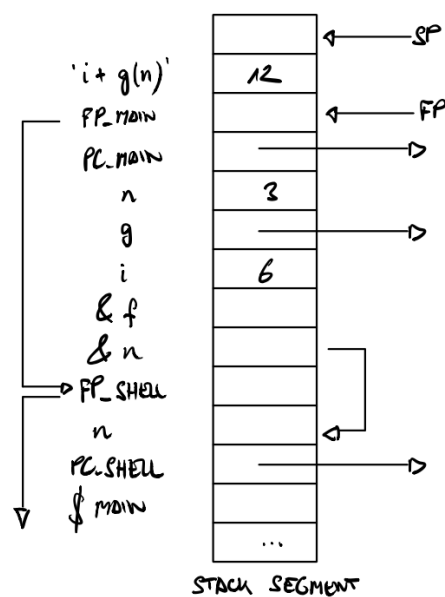 SP
'i + g(n)' 12
FP_MAIN FP
PC_MAIN
n 3
g
i 6
& f
& n
FP_SHELL
n
PC_SHELL
$ MAIN
...
STACK SEGMENT